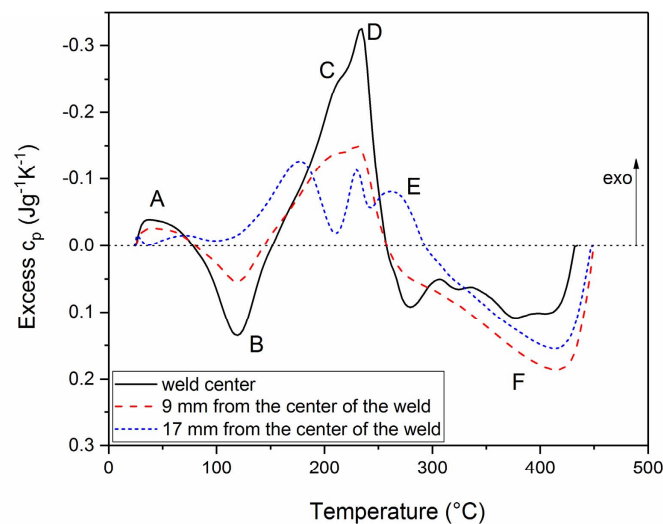 -0.3
-0.2
-0.1
0.0
0.1
0.2
0.3
Excess cp (Jg-1K-1)
A
B
C
D
E
F
exo
weld center
9 mm from the center of the weld
17 mm from the center of the weld
0
100
200
300
400
500
Temperature (°C)